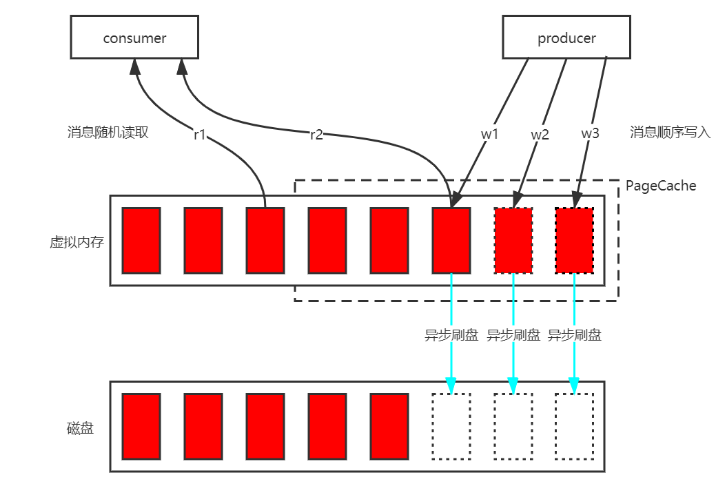 consumer
producer
消息随机读取
r1
r2
w1
w2
w3
消息顺序写入
PageCache
虚拟内存
异步刷盘
异步刷盘
异步刷盘
磁盘